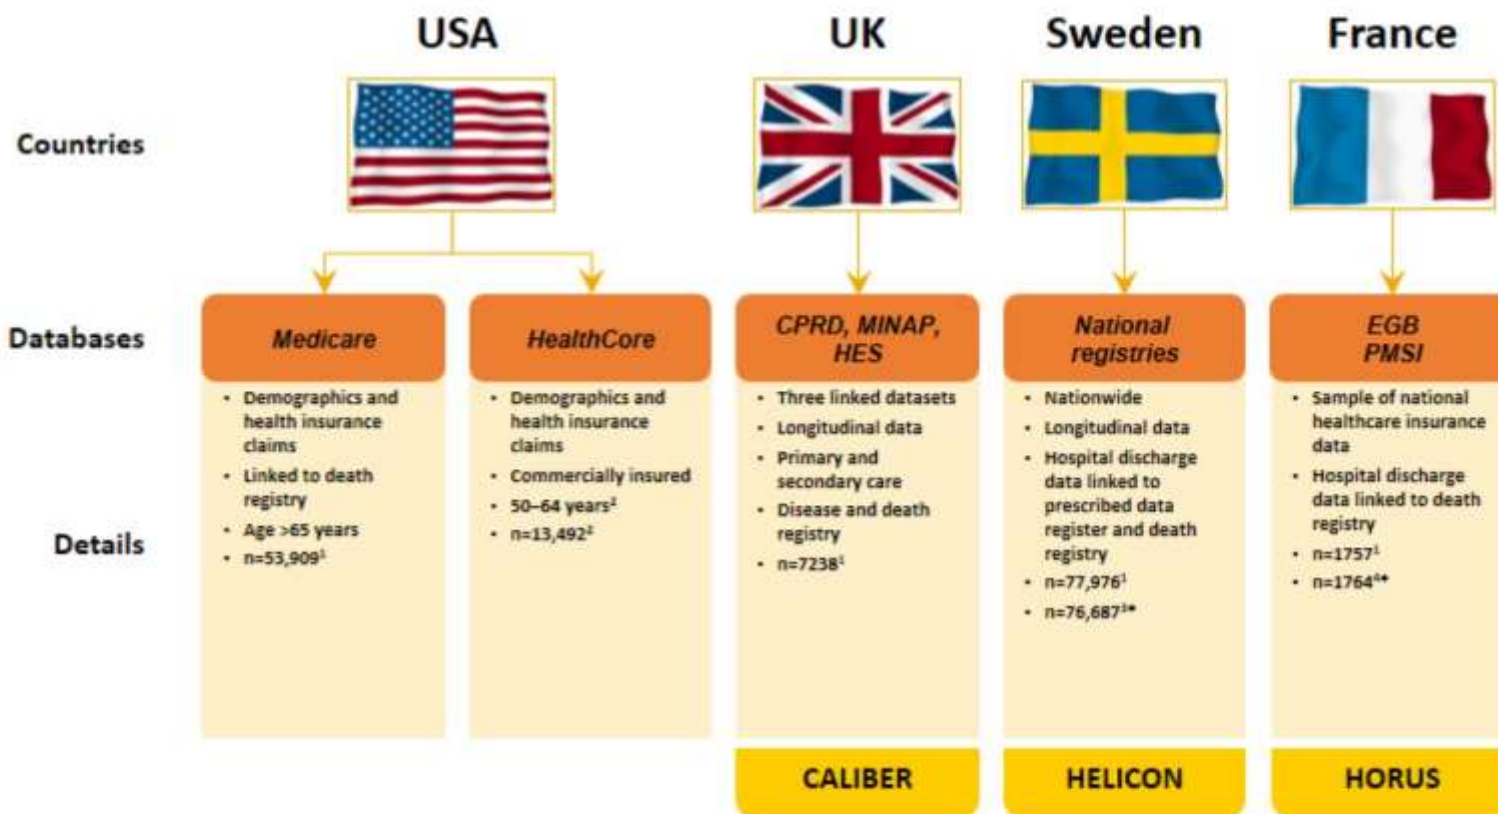 USA
UK
Sweden
France
Countries
Databases
Medicare
HealthCore
CPRD, MINAP,
HES
National
registries
EGB
PMSI
Details
• Demographics and
health insurance
claims
• Linked to death
registry
• Age >65 years
• n=53,909¹
• Demographics and
health insurance
claims
• Commercially insured
• 50–64 years²
• n=13,492²
• Three linked datasets
• Longitudinal data
• Primary and
secondary care
• Disease and death
registry
• n=7238¹
• Nationwide
• Longitudinal data
• Hospital discharge
data linked to
prescribed data
register and death
registry
• n=77,976¹
• n=76,687³*
• Sample of national
healthcare insurance
data
• Hospital discharge
data linked to death
registry
• n=1757¹
• n=1764⁴⁺
CALIBER
HELICON
HORUS